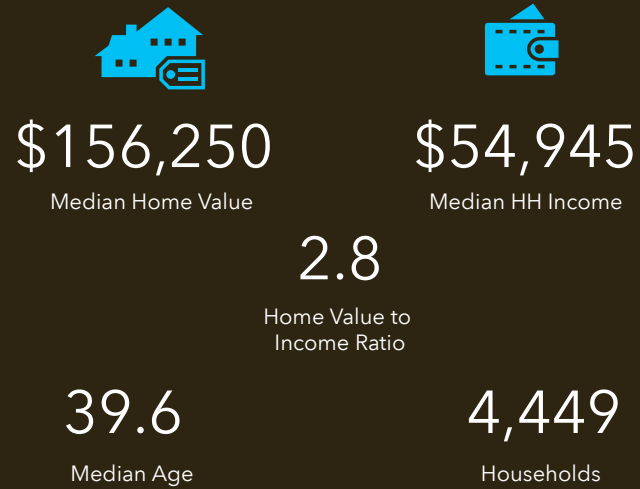 $156,250
Median Home Value
$54,945
Median HH Income
2.8
Home Value to
Income Ratio
39.6
Median Age
4,449
Households